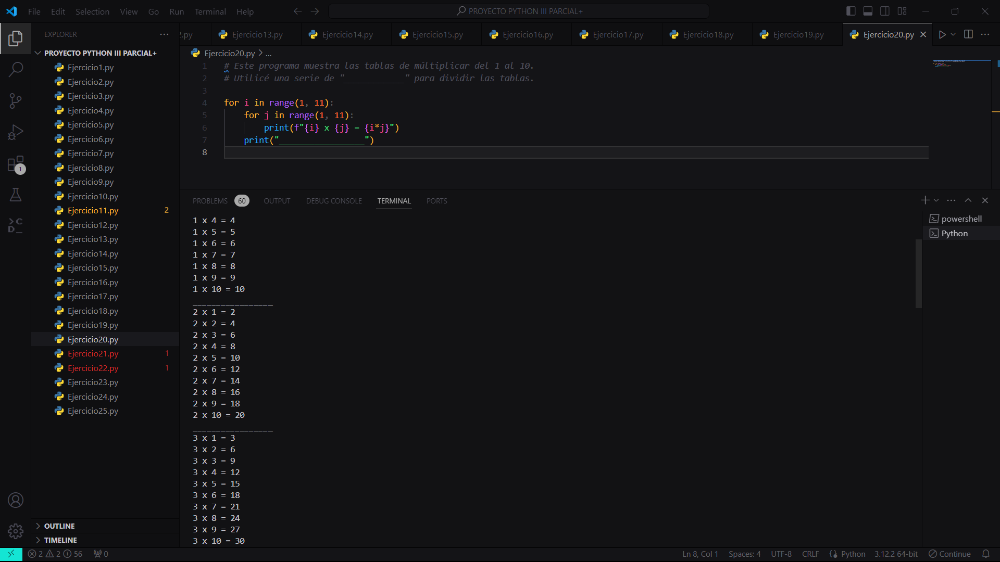 File Edit Selection View Go Run Terminal Help
PROYECTO PYTHON III PARCIAL+
EXPLORER
PROYECTO PYTHON III PARCIAL+
Ejercicio1.py
Ejercicio2.py
Ejercicio3.py
Ejercicio4.py
Ejercicio5.py
Ejercicio6.py
Ejercicio7.py
Ejercicio8.py
Ejercicio9.py
Ejercicio10.py
Ejercicio11.py 2
Ejercicio12.py
Ejercicio13.py
Ejercicio14.py
Ejercicio15.py
Ejercicio16.py
Ejercicio17.py
Ejercicio18.py
Ejercicio19.py
Ejercicio20.py
Ejercicio21.py 1
Ejercicio22.py 1
Ejercicio23.py
Ejercicio24.py
Ejercicio25.py
OUTLINE
TIMELINE
1
2.py Ejercicio13.py Ejercicio14.py Ejercicio15.py Ejercicio16.py Ejercicio17.py Ejercicio18.py Ejercicio19.py Ejercicio20.py
Ejercicio20.py > ...
1 # Este programa muestra las tablas de múltiplicar del 1 al 10.
2 # Utilicé una serie de "____________" para dividir las tablas.
3
4 for i in range(1, 11):
5     for j in range(1, 11):
6         print(f"{i} x {j} = {i*j}")
7     print("_________________")
8
PROBLEMS 60 OUTPUT DEBUG CONSOLE TERMINAL PORTS
1 x 4 = 4
1 x 5 = 5
1 x 6 = 6
1 x 7 = 7
1 x 8 = 8
1 x 9 = 9
1 x 10 = 10
_________________
2 x 1 = 2
2 x 2 = 4
2 x 3 = 6
2 x 4 = 8
2 x 5 = 10
2 x 6 = 12
2 x 7 = 14
2 x 8 = 16
2 x 9 = 18
2 x 10 = 20
_________________
3 x 1 = 3
3 x 2 = 6
3 x 3 = 9
3 x 4 = 12
3 x 5 = 15
3 x 6 = 18
3 x 7 = 21
3 x 8 = 24
3 x 9 = 27
3 x 10 = 30
powershell
Python
2 2 56 0 Ln 8, Col 1 Spaces: 4 UTF-8 CRLF Python 3.12.2 64-bit Continue